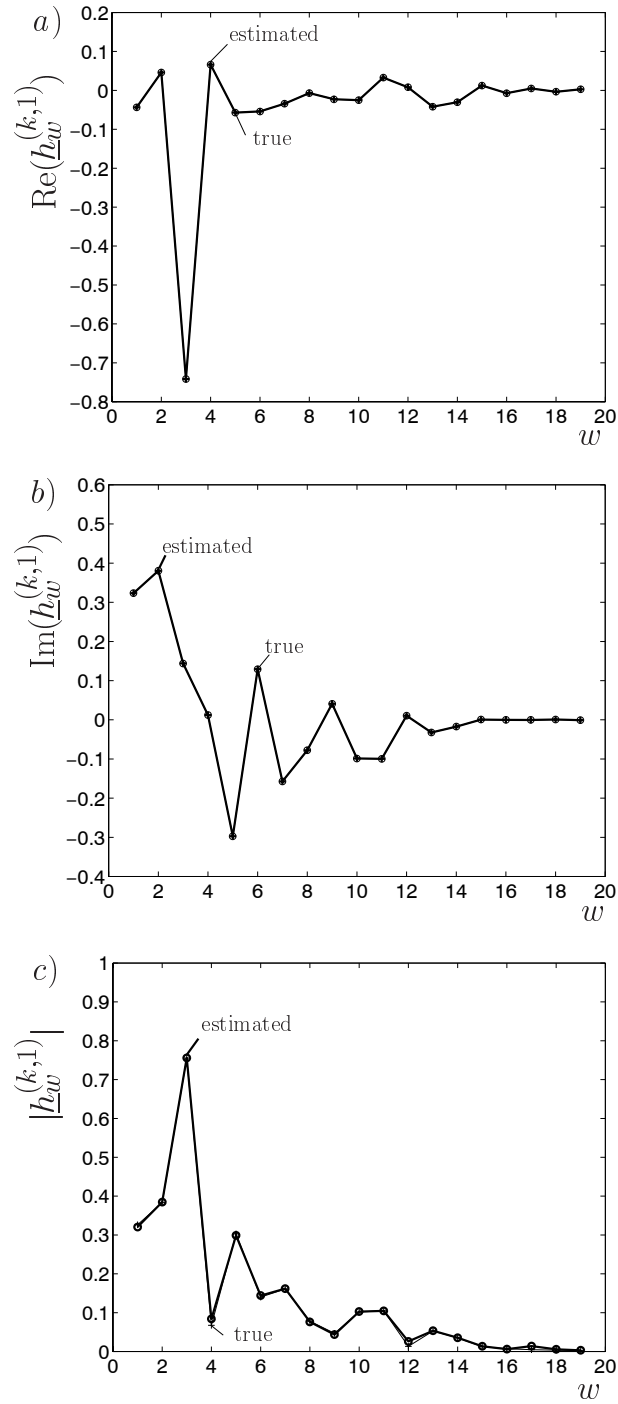 a)
Re(h_w^(k,1))
0.2
0.1
0
−0.1
−0.2
−0.3
−0.4
−0.5
−0.6
−0.7
−0.8
estimated
true
0 2 4 6 8 10 12 14 16 18 20
w
b)
Im(h_w^(k,1))
0.6
0.5
0.4
0.3
0.2
0.1
0
−0.1
−0.2
−0.3
−0.4
estimated
true
0 2 4 6 8 10 12 14 16 18 20
w
c)
|h_w^(k,1)|
1
0.9
0.8
0.7
0.6
0.5
0.4
0.3
0.2
0.1
0
estimated
true
0 2 4 6 8 10 12 14 16 18 20
w